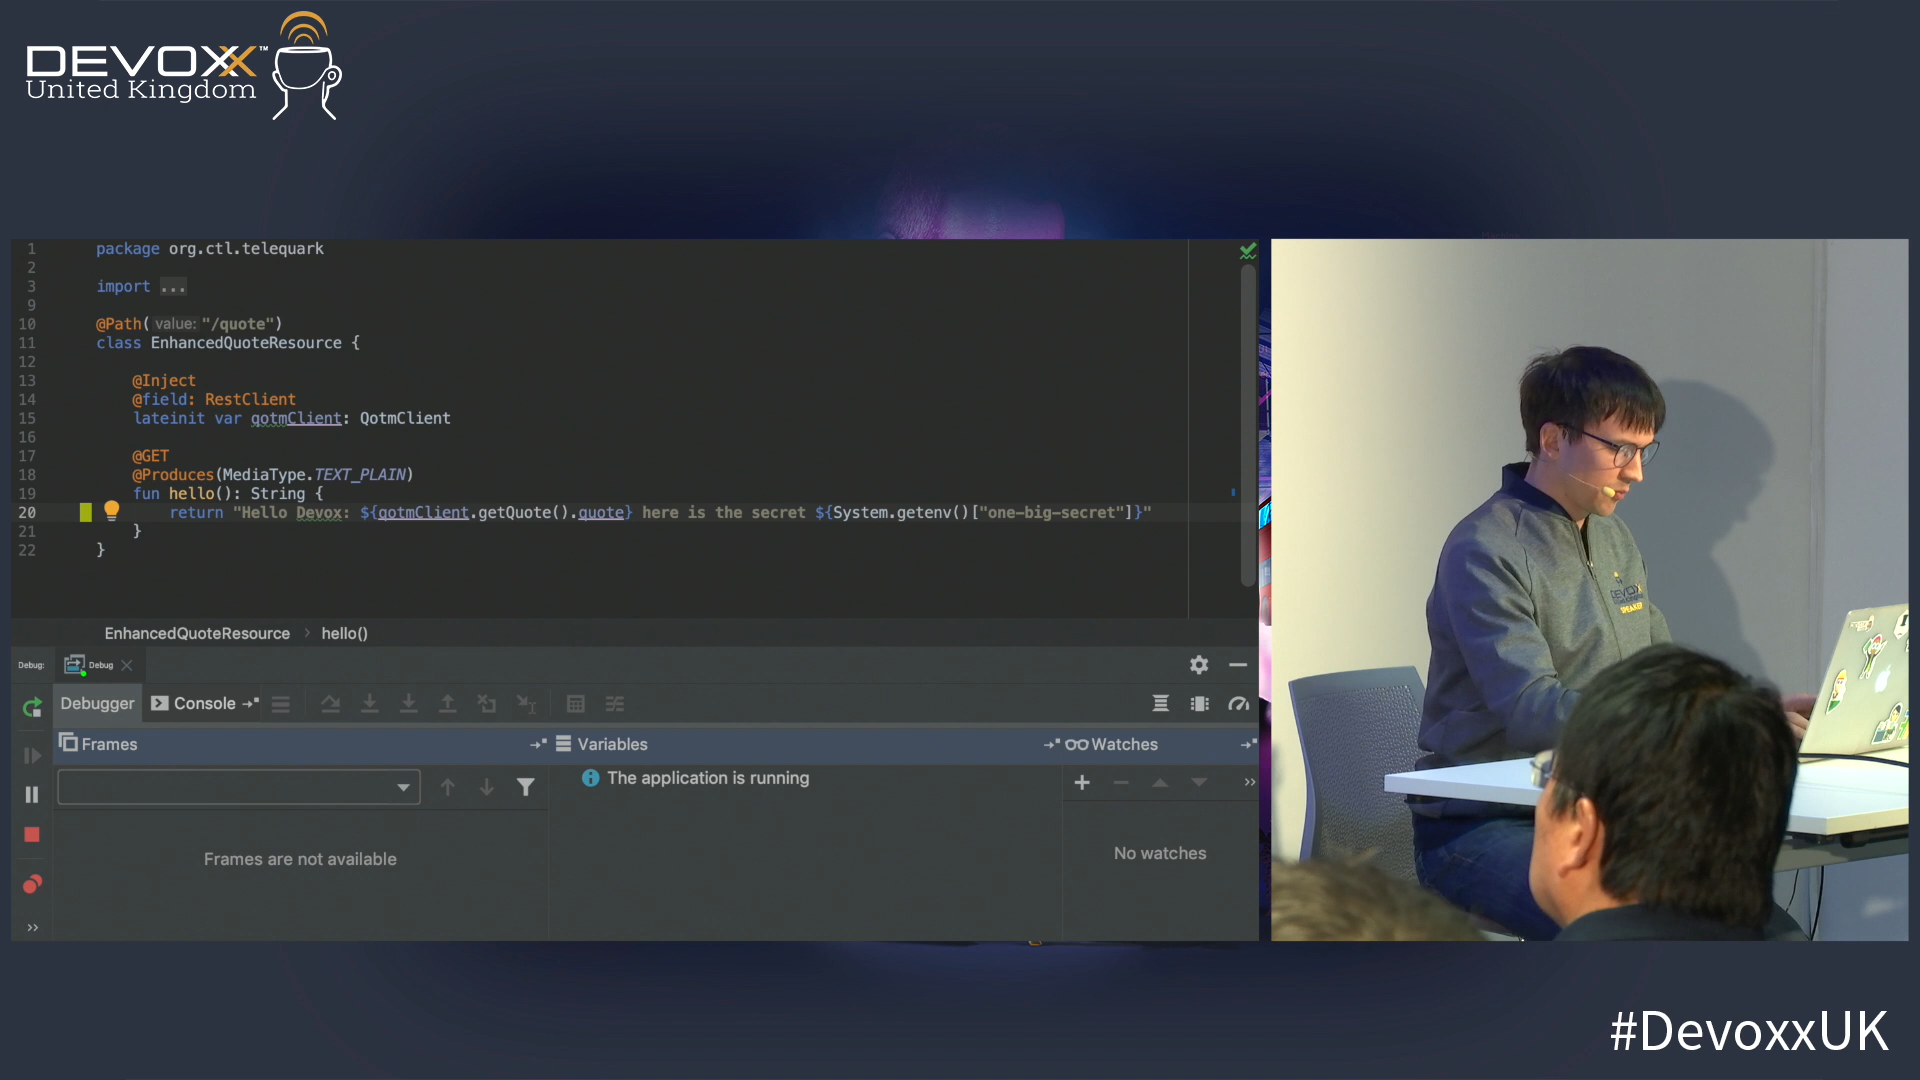 DEVOXX™
United Kingdom
1 package org.ctl.telequark
2
3 import ...
9
10 @Path( value: "/quote")
11 class EnhancedQuoteResource {
12
13 @Inject
14 @field: RestClient
15 lateinit var qotmClient: QotmClient
16
17 @GET
18 @Produces(MediaType.TEXT_PLAIN)
19 fun hello(): String {
20 return "Hello Devox: ${qotmClient.getQuote().quote} here is the secret ${System.getenv()["one-big-secret"]}"
21 }
22 }
EnhancedQuoteResource › hello()
Debug: Debug
Debugger Console
Frames Variables Watches
The application is running
Frames are not available
No watches
DEVOXX
SPEAKER
#DevoxxUK